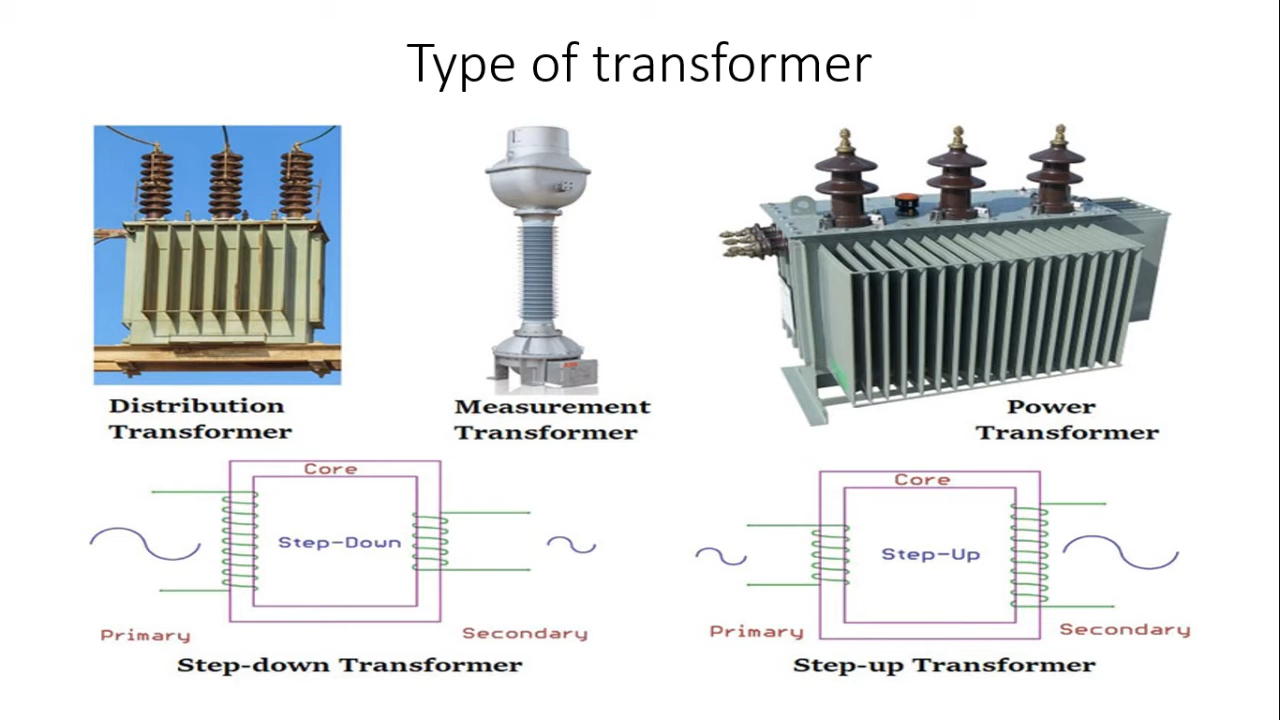 Type of transformer
Distribution
Transformer
Measurement
Transformer
Power
Transformer
Core
Step-Down
Primary
Secondary
Step-down Transformer
Core
Step-Up
Primary
Secondary
Step-up Transformer